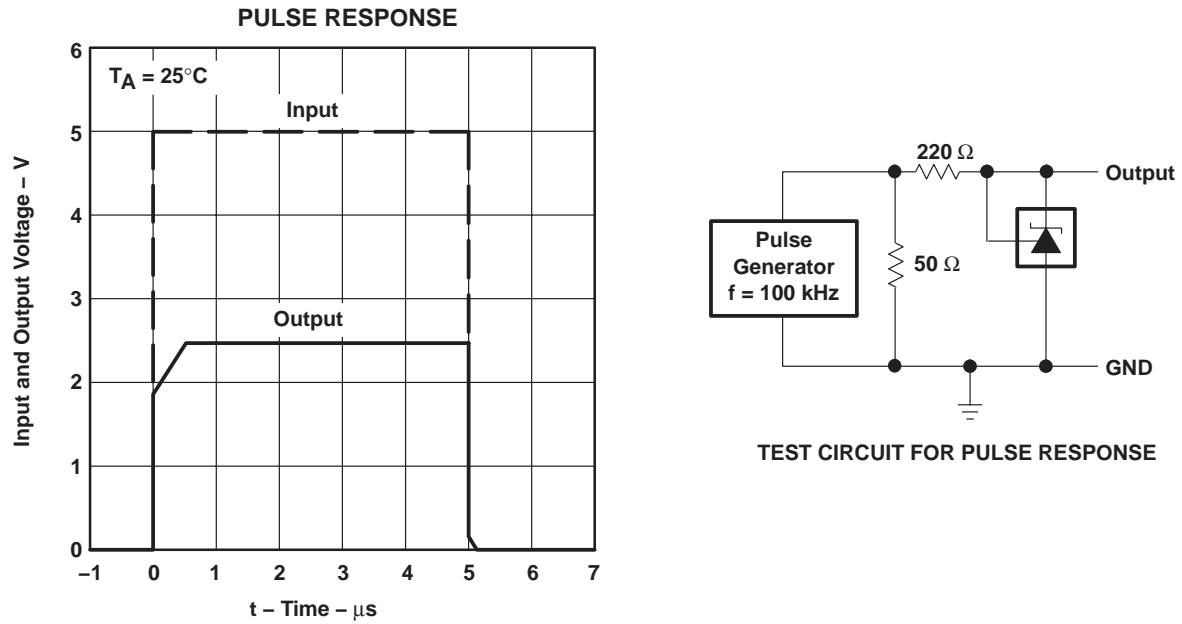 PULSE RESPONSE
Input and Output Voltage – V
6
5
4
3
2
1
0
TA = 25°C
Input
Output
–1 0 1 2 3 4 5 6 7
t – Time – μs
220 Ω
Output
Pulse
Generator
f = 100 kHz
50 Ω
GND
TEST CIRCUIT FOR PULSE RESPONSE